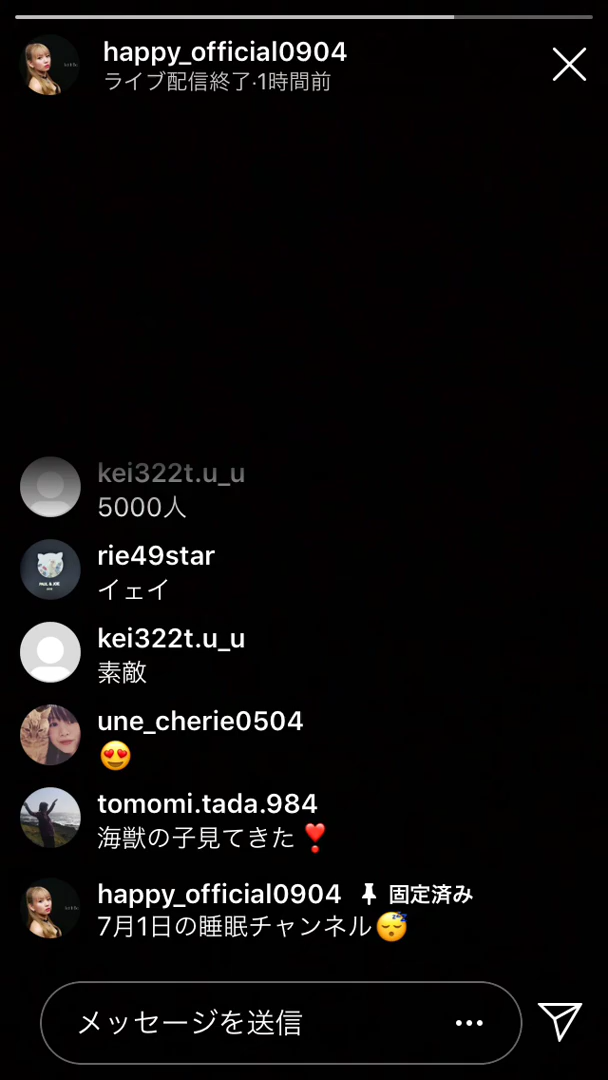 happy_official0904
ライブ配信終了·1時間前
kei322t.u_u
5000人
rie49star
イェイ
PAUL & JOE
kei322t.u_u
素敵
une_cherie0504
😍
tomomi.tada.984
海獣の子見てきた❣️
happy_official0904 固定済み
7月1日の睡眠チャンネル😴
メッセージを送信